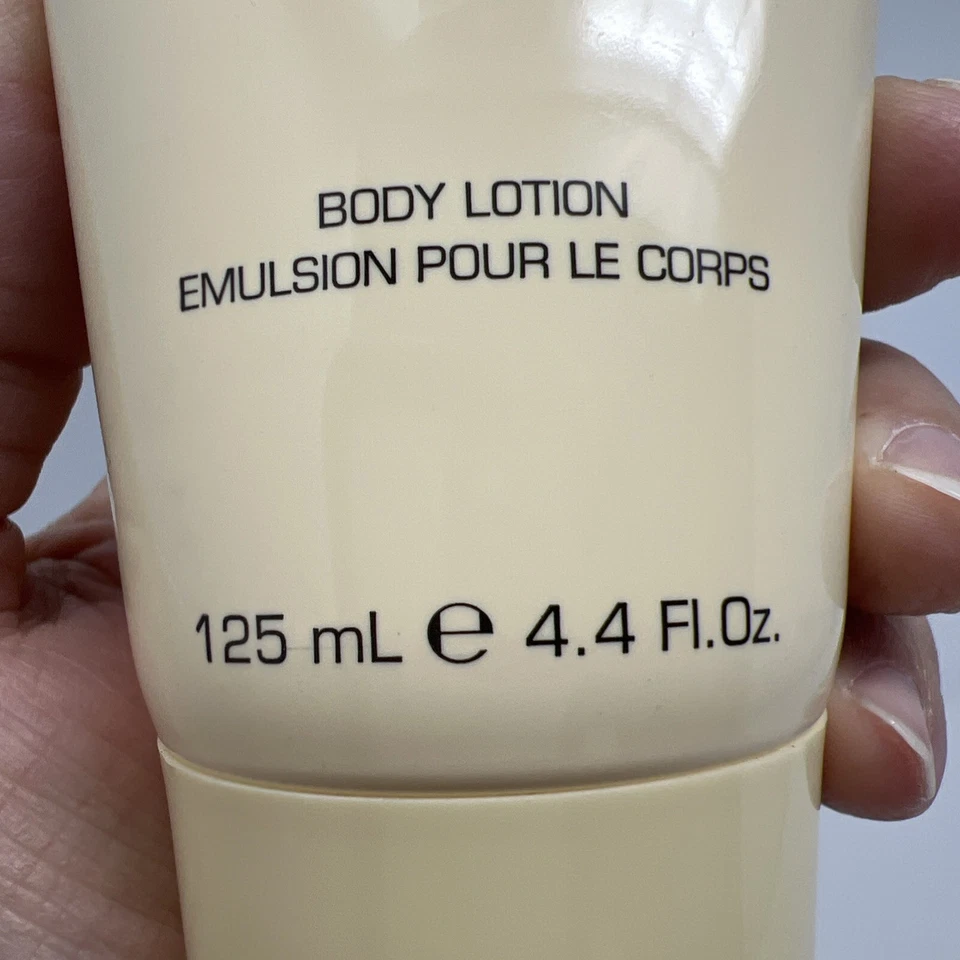 BODY LOTION
EMULSION POUR LE CORPS
125 mL ℮ 4.4 Fl.Oz.